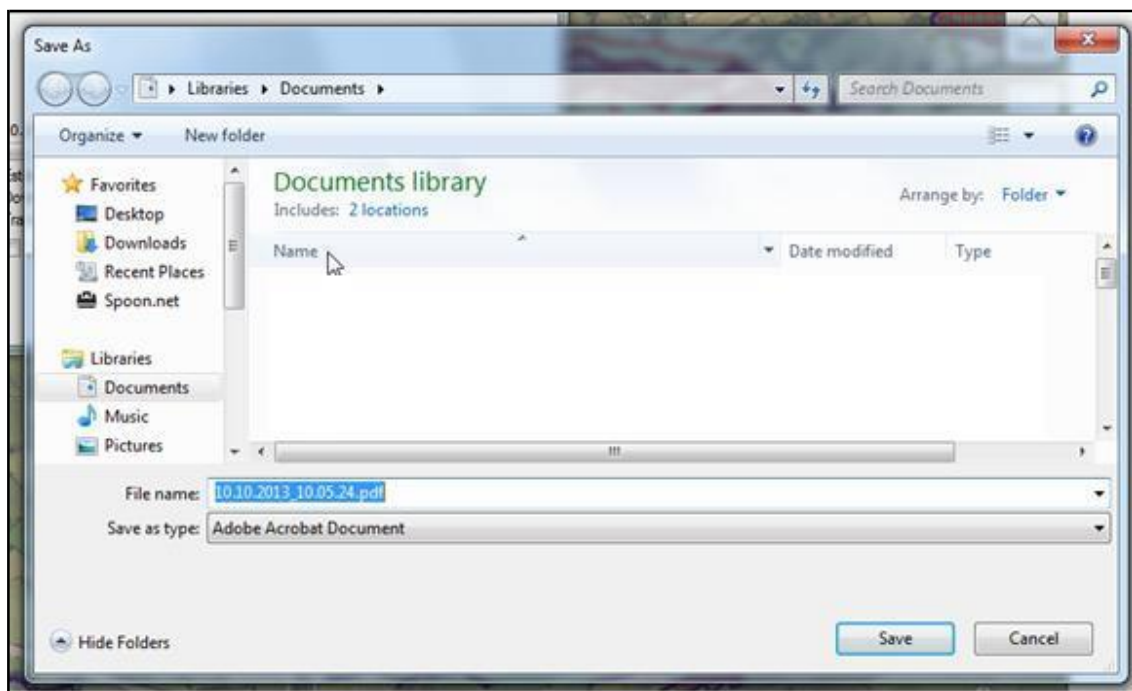 Save As
Libraries Documents
Search Documents
Organize
New folder
Favorites
Desktop
Downloads
Recent Places
Spoon.net
Libraries
Documents
Music
Pictures
Documents library
Includes: 2 locations
Arrange by: Folder
Name
Date modified
Type
File name: 10.10.2013_10.05.24.pdf
Save as type: Adobe Acrobat Document
Hide Folders
Save
Cancel